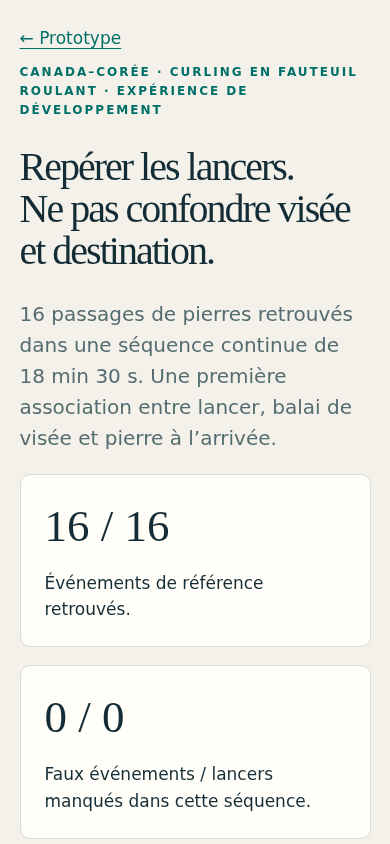 ← Prototype
CANADA–CORÉE · CURLING EN FAUTEUIL
ROULANT · EXPÉRIENCE DE
DÉVELOPPEMENT
Repérer les lancers.
Ne pas confondre visée
et destination.
16 passages de pierres retrouvés
dans une séquence continue de
18 min 30 s. Une première
association entre lancer, balai de
visée et pierre à l’arrivée.
16 / 16
Événements de référence
retrouvés.
0 / 0
Faux événements / lancers
manqués dans cette séquence.